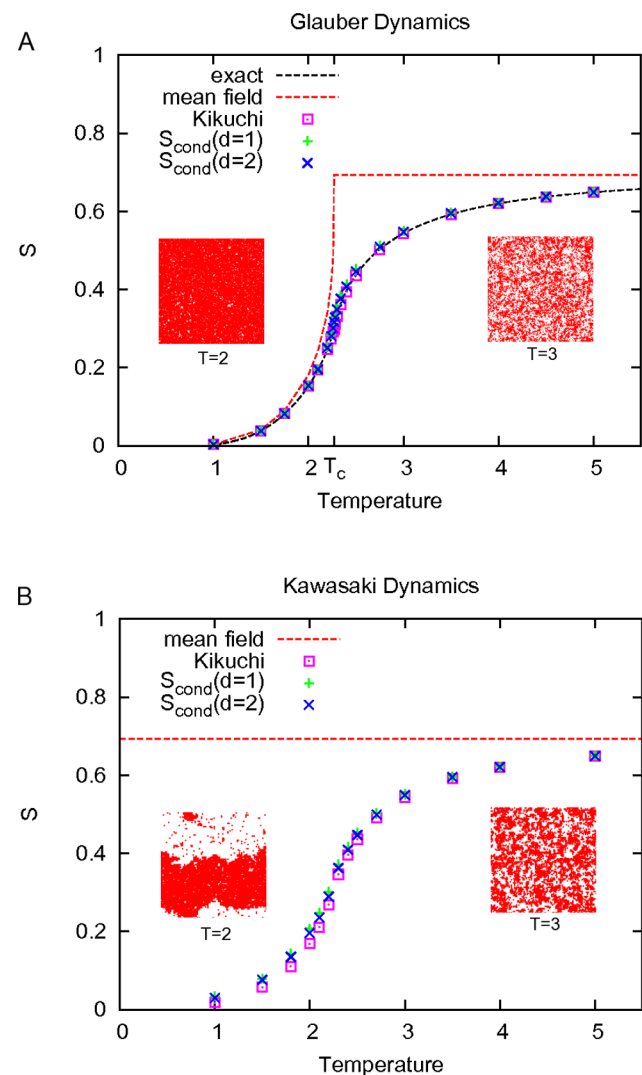 A
Glauber Dynamics
exact
mean field
Kikuchi
Scond(d=1)
Scond(d=2)
S
1
0.8
0.6
0.4
0.2
0
T=2
T=3
0 1 2 Tc 3 4 5
Temperature
B
Kawasaki Dynamics
mean field
Kikuchi
Scond(d=1)
Scond(d=2)
S
1
0.8
0.6
0.4
0.2
0
T=2
T=3
0 1 2 3 4 5
Temperature